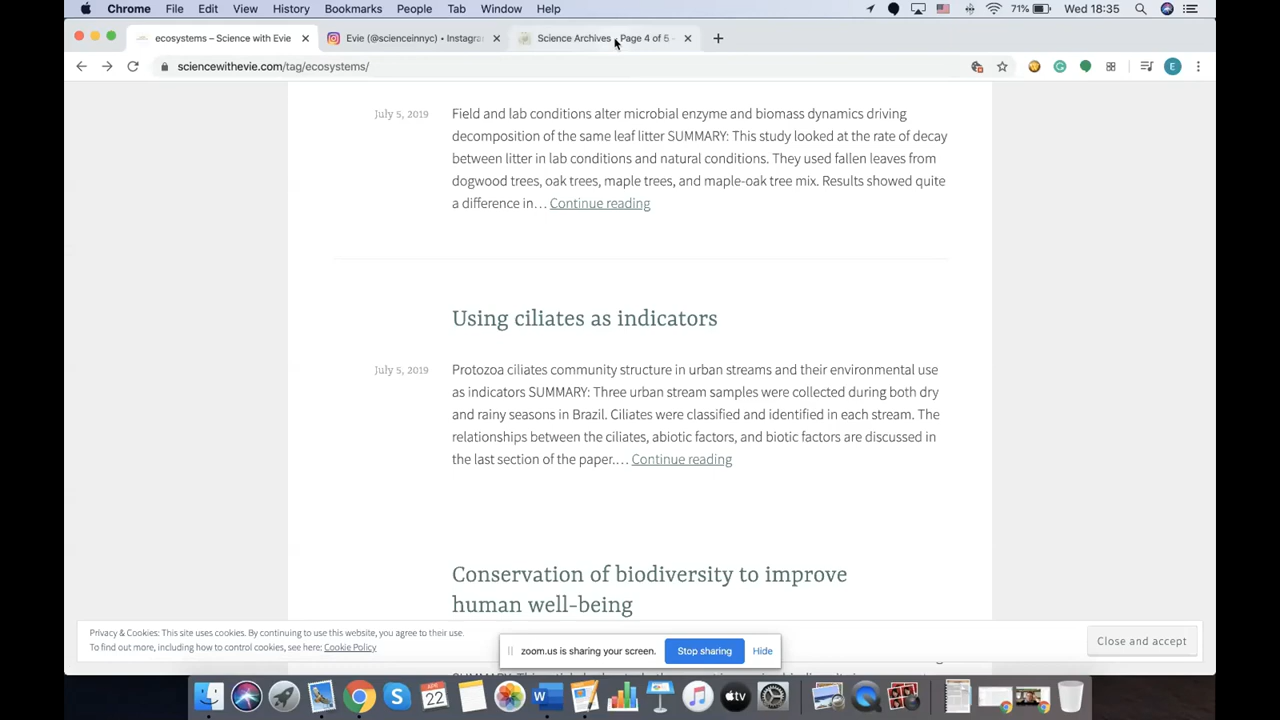 Chrome File Edit View History Bookmarks People Tab Window Help 71% Wed 18:35
ecosystems – Science with Evie Evie (@scienceinnyc) • Instagra Science Archives - Page 4 of 5 -
sciencewithevie.com/tag/ecosystems/ E
July 5, 2019
Field and lab conditions alter microbial enzyme and biomass dynamics driving
decomposition of the same leaf litter SUMMARY: This study looked at the rate of decay
between litter in lab conditions and natural conditions. They used fallen leaves from
dogwood trees, oak trees, maple trees, and maple-oak tree mix. Results showed quite
a difference in… Continue reading
Using ciliates as indicators
July 5, 2019
Protozoa ciliates community structure in urban streams and their environmental use
as indicators SUMMARY: Three urban stream samples were collected during both dry
and rainy seasons in Brazil. Ciliates were classified and identified in each stream. The
relationships between the ciliates, abiotic factors, and biotic factors are discussed in
the last section of the paper.… Continue reading
Conservation of biodiversity to improve
human well-being
Privacy & Cookies: This site uses cookies. By continuing to use this website, you agree to their use.
To find out more, including how to control cookies, see here: Cookie Policy
Close and accept
zoom.us is sharing your screen. Stop sharing Hide
APR
22
tv